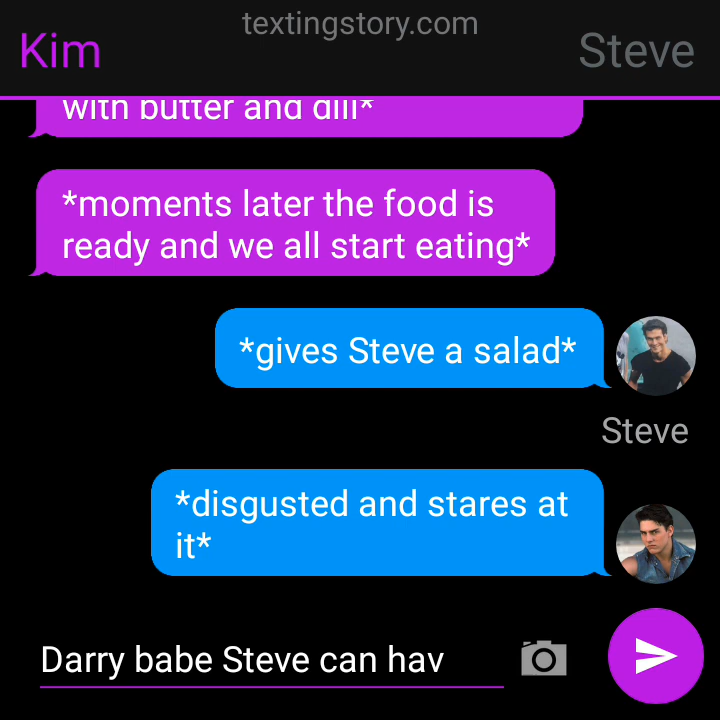 textingstory.com
Kim
Steve
with butter and dill*
*moments later the food is
ready and we all start eating*
*gives Steve a salad*
Steve
*disgusted and stares at
it*
Darry babe Steve can hav